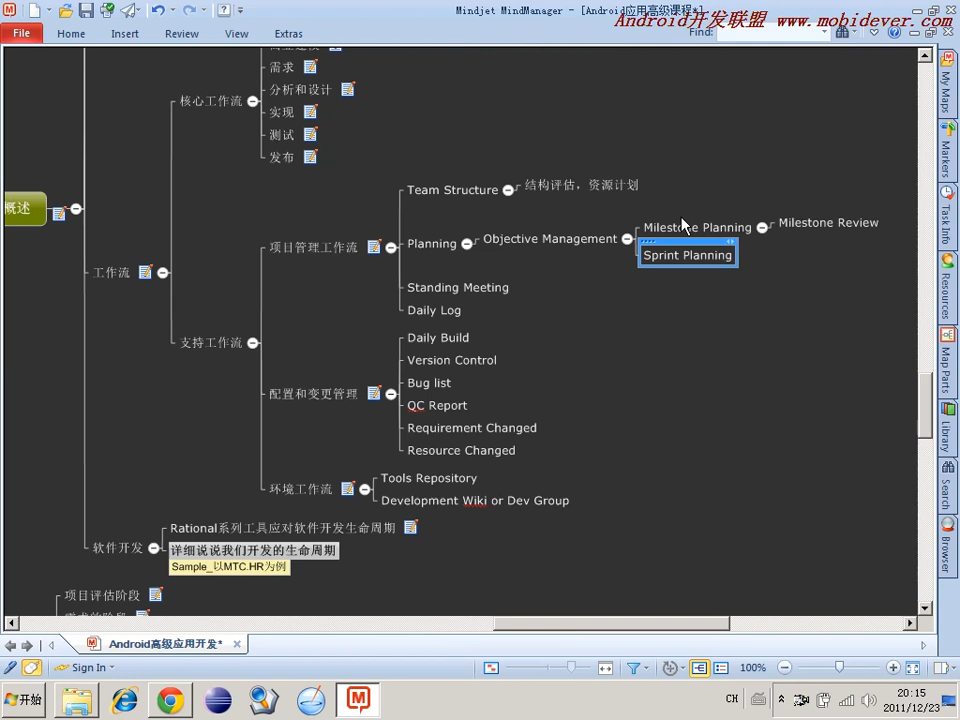 Mindjet MindManager - [Android应用高级课程*]
Android开发联盟 www.mobidever.com
File
Home
Insert
Review
View
Extras
Find:
需求
分析和设计
核心工作流
实现
测试
发布
Team Structure
结构评估，资源计划
概述
Milestone Planning
Milestone Review
项目管理工作流
Planning
Objective Management
Sprint Planning
工作流
Standing Meeting
Daily Log
支持工作流
Daily Build
Version Control
Bug list
配置和变更管理
QC Report
Requirement Changed
Resource Changed
环境工作流
Tools Repository
Development Wiki or Dev Group
Rational系列工具应对软件开发生命周期
软件开发
详细说说我们开发的生命周期
Sample_以MTC.HR为例
项目评估阶段
My Maps
Markers
Task Info
Resources
Map Parts
Library
Search
Browser
Android高级应用开发*
Sign In
100%
开始
CH
20:15
2011/12/23